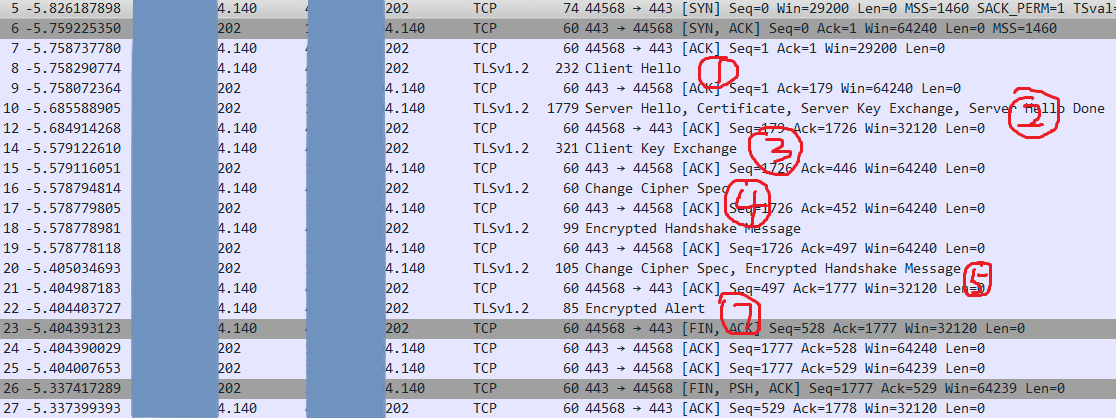 5 -5.826187898 4.140 202 TCP 74 44568 → 443 [SYN] Seq=0 Win=29200 Len=0 MSS=1460 SACK_PERM=1 TSval=
6 -5.759225350 202 4.140 TCP 60 44568 → 443 [SYN, ACK] Seq=0 Ack=1 Win=64240 Len=0 MSS=1460
7 -5.758737780 4.140 202 TCP 60 44568 → 443 [ACK] Seq=1 Ack=1 Win=29200 Len=0
8 -5.758290774 4.140 202 TLSv1.2 232 Client Hello 1
9 -5.758072364 202 4.140 TCP 60 44568 → 443 [ACK] Seq=1 Ack=179 Win=64240 Len=0
10 -5.685588905 202 4.140 TLSv1.2 1779 Server Hello, Certificate, Server Key Exchange, Server Hello Done 2
12 -5.684914268 4.140 202 TCP 60 44568 → 443 [ACK] Seq=179 Ack=1726 Win=32120 Len=0
14 -5.579122610 4.140 202 TLSv1.2 321 Client Key Exchange 3
15 -5.579116051 202 4.140 TCP 60 443 → 44568 [ACK] Seq=1726 Ack=446 Win=64240 Len=0
16 -5.578794814 4.140 202 TLSv1.2 60 Change Cipher Spec 4
17 -5.578779805 202 4.140 TCP 60 443 → 44568 [ACK] Seq=1726 Ack=452 Win=64240 Len=0
18 -5.578778981 4.140 202 TLSv1.2 99 Encrypted Handshake Message
19 -5.578778118 202 4.140 TCP 60 443 → 44568 [ACK] Seq=1726 Ack=497 Win=64240 Len=0
20 -5.405034693 202 4.140 TLSv1.2 105 Change Cipher Spec, Encrypted Handshake Message 5
21 -5.404987183 4.140 202 TCP 60 44568 → 443 [ACK] Seq=497 Ack=1777 Win=32120 Len=0
22 -5.404403727 4.140 202 TLSv1.2 85 Encrypted Alert 7
23 -5.404393123 4.140 202 TCP 60 44568 → 443 [FIN, ACK] Seq=528 Ack=1777 Win=32120 Len=0
24 -5.404390029 202 4.140 TCP 60 443 → 44568 [ACK] Seq=1777 Ack=528 Win=64240 Len=0
25 -5.404007653 202 4.140 TCP 60 443 → 44568 [ACK] Seq=1777 Ack=529 Win=64240 Len=0
26 -5.337417289 202 4.140 TCP 60 443 → 44568 [FIN, PSH, ACK] Seq=1777 Ack=529 Win=64239 Len=0
27 -5.337399393 4.140 202 TCP 60 44568 → 443 [ACK] Seq=529 Ack=1778 Win=32120 Len=0